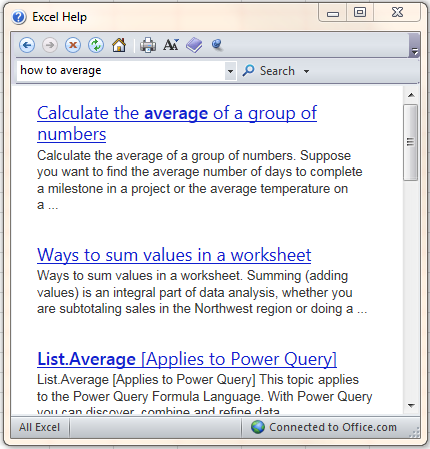 Excel Help
how to average
Search
Calculate the average of a group of
numbers
Calculate the average of a group of numbers. Suppose
you want to find the average number of days to complete
a milestone in a project or the average temperature on
a ...
Ways to sum values in a worksheet
Ways to sum values in a worksheet. Summing (adding
values) is an integral part of data analysis, whether you
are subtotaling sales in the Northwest region or doing a ...
List.Average [Applies to Power Query]
List.Average [Applies to Power Query] This topic applies
to the Power Query Formula Language. With Power Query
you can discover, combine and refine data
All Excel
Connected to Office.com